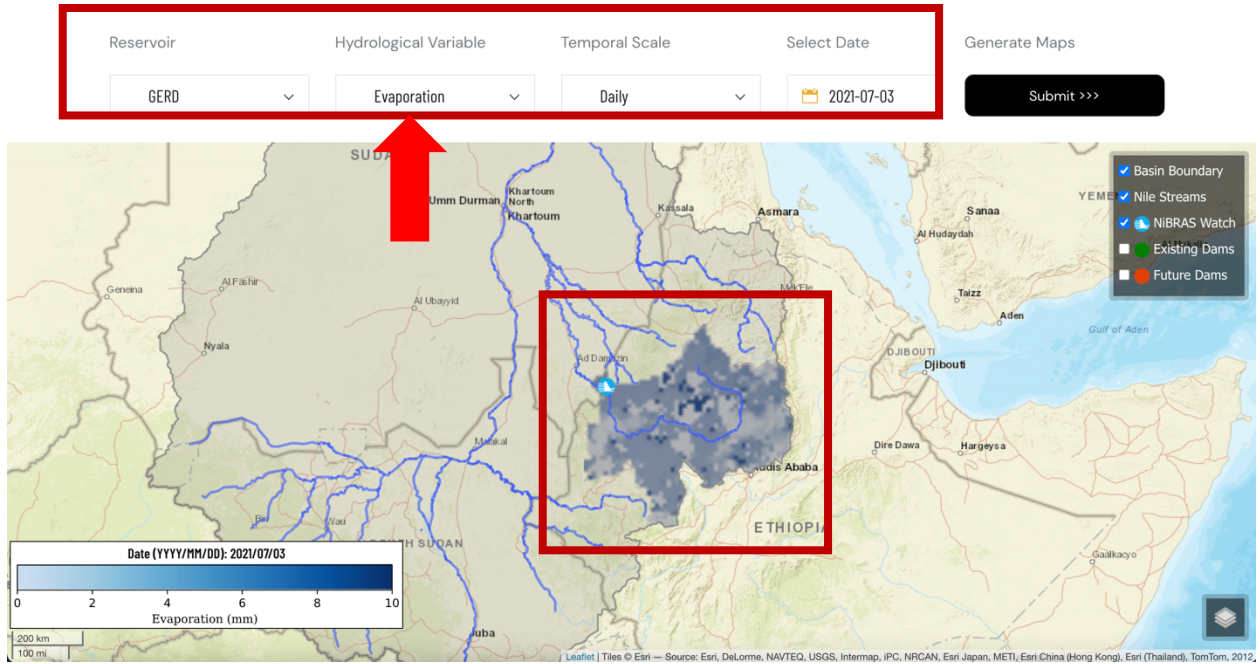 Reservoir
Hydrological Variable
Temporal Scale
Select Date
Generate Maps
GERD
Evaporation
Daily
2021-07-03
Submit >>>
Basin Boundary
Nile Streams
NiBRAS Watch
Existing Dams
Future Dams
Umm Durman
Khartoum
North
Khartoum
Kassala
Asmara
Sanaa
Al Hudaydah
Geneina
Al Fashir
Al Ubayyid
Mek'Ele
Taizz
Aden
Gulf of Aden
Nyala
Ad Damazin
DJIBOUTI
Djibouti
Malakal
Dire Dawa
Hargeysa
Addis Ababa
Wau
ETHIOPIA
SOUTH SUDAN
Gaalkacyo
Juba
Date (YYYY/MM/DD): 2021/07/03
0 2 4 6 8 10
Evaporation (mm)
200 km
100 mi
Leaflet | Tiles © Esri — Source: Esri, DeLorme, NAVTEQ, USGS, Intermap, iPC, NRCAN, Esri Japan, METI, Esri China (Hong Kong), Esri (Thailand), TomTom, 2012